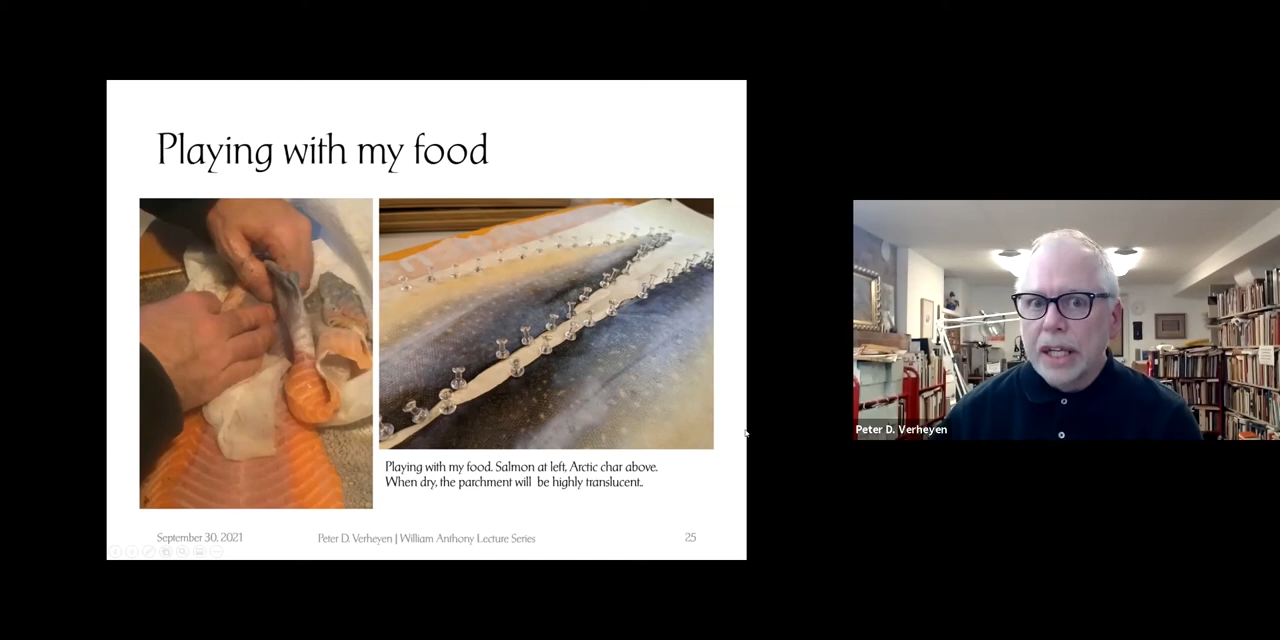 Playing with my food
Playing with my food. Salmon at left, Arctic char above.
When dry, the parchment will be highly translucent..
September 30, 2021
Peter D. Verheyen | William Anthony Lecture Series
25
Peter D. Verheyen